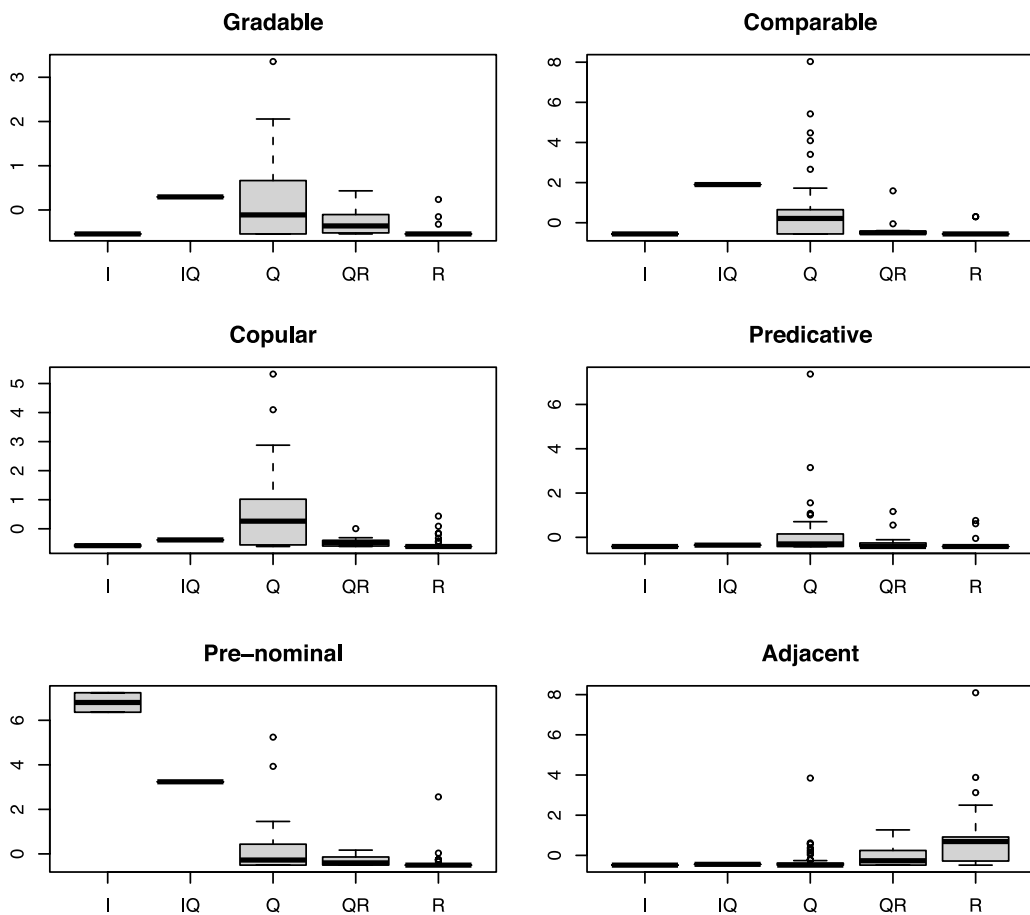 Gradable
3
2
1
0
I IQ Q QR R
Comparable
8
6
4
2
0
I IQ Q QR R
Copular
5
4
3
2
1
0
I IQ Q QR R
Predicative
6
4
2
0
I IQ Q QR R
Pre–nominal
6
4
2
0
I IQ Q QR R
Adjacent
8
6
4
2
0
I IQ Q QR R